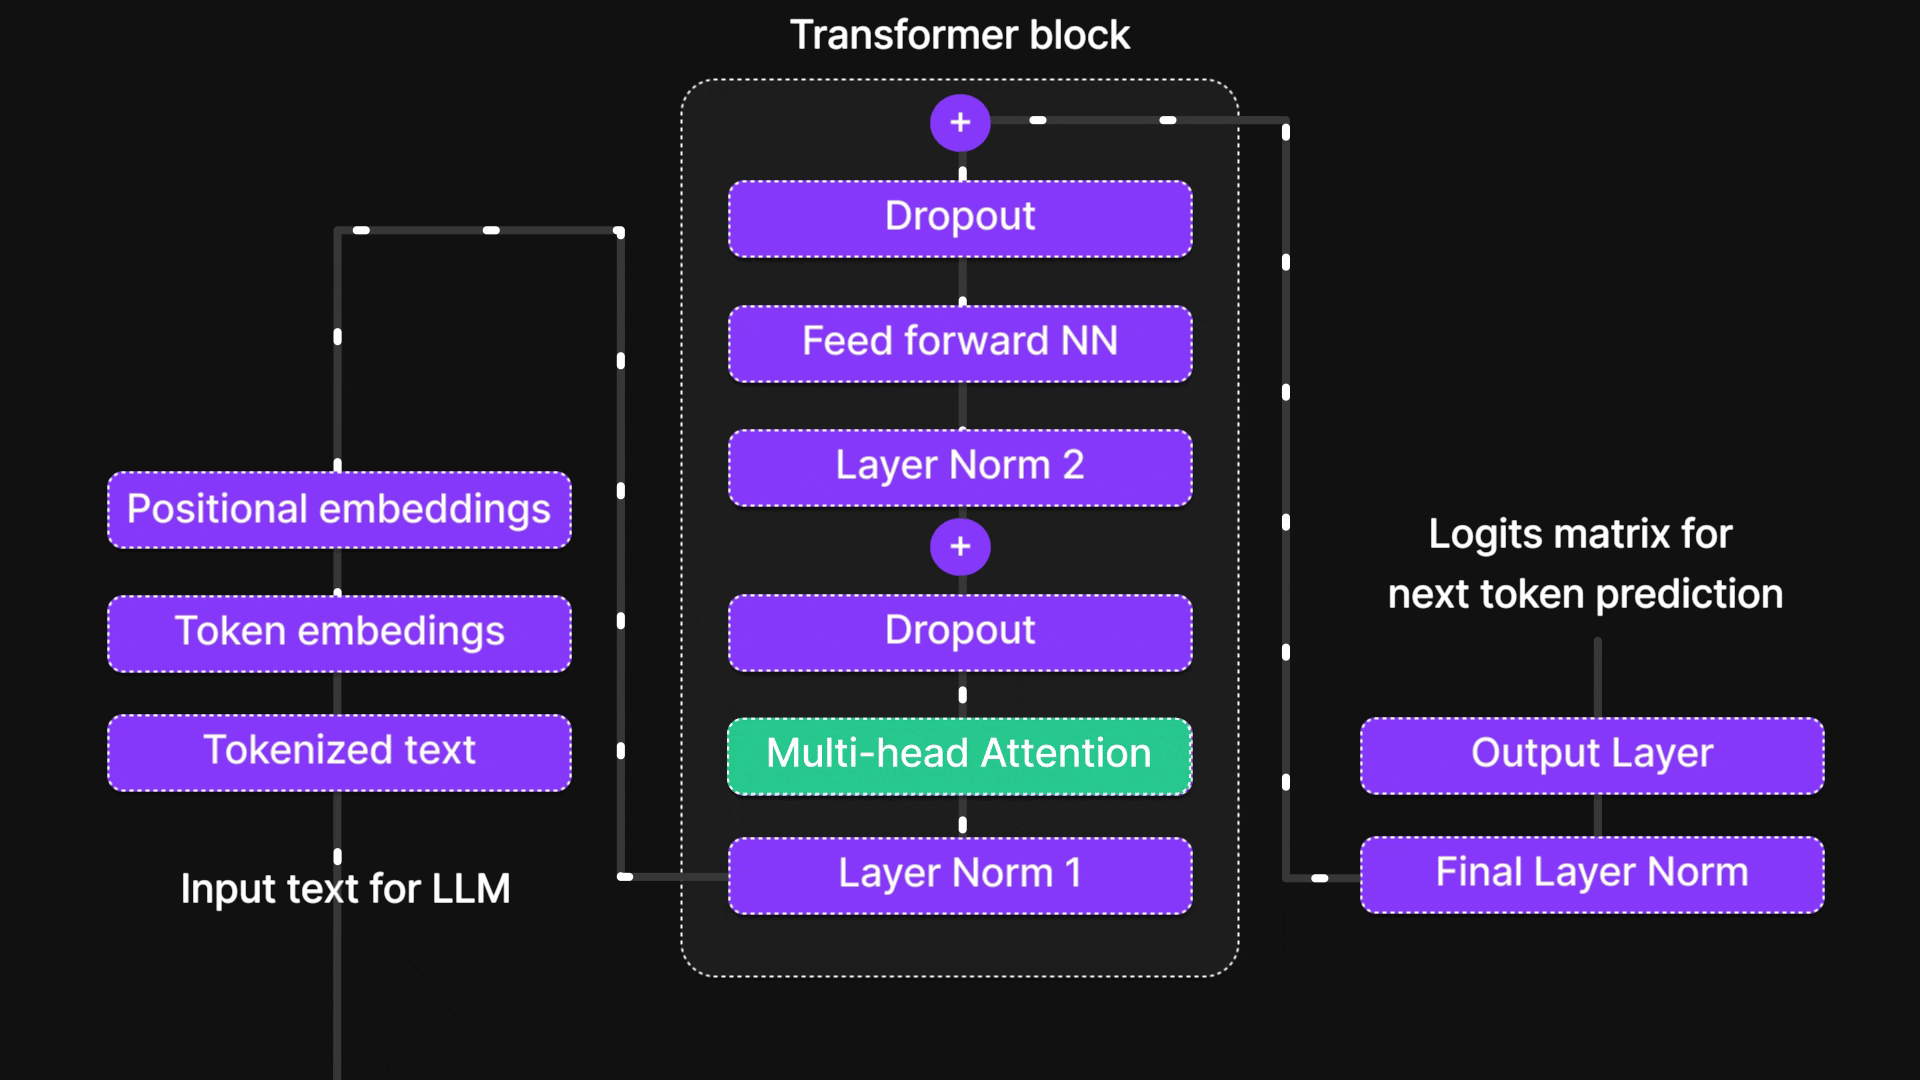 Transformer block
+
Dropout
Feed forward NN
Layer Norm 2
+
Dropout
Multi-head Attention
Layer Norm 1
Positional embeddings
Token embedings
Tokenized text
Input text for LLM
Logits matrix for
next token prediction
Output Layer
Final Layer Norm